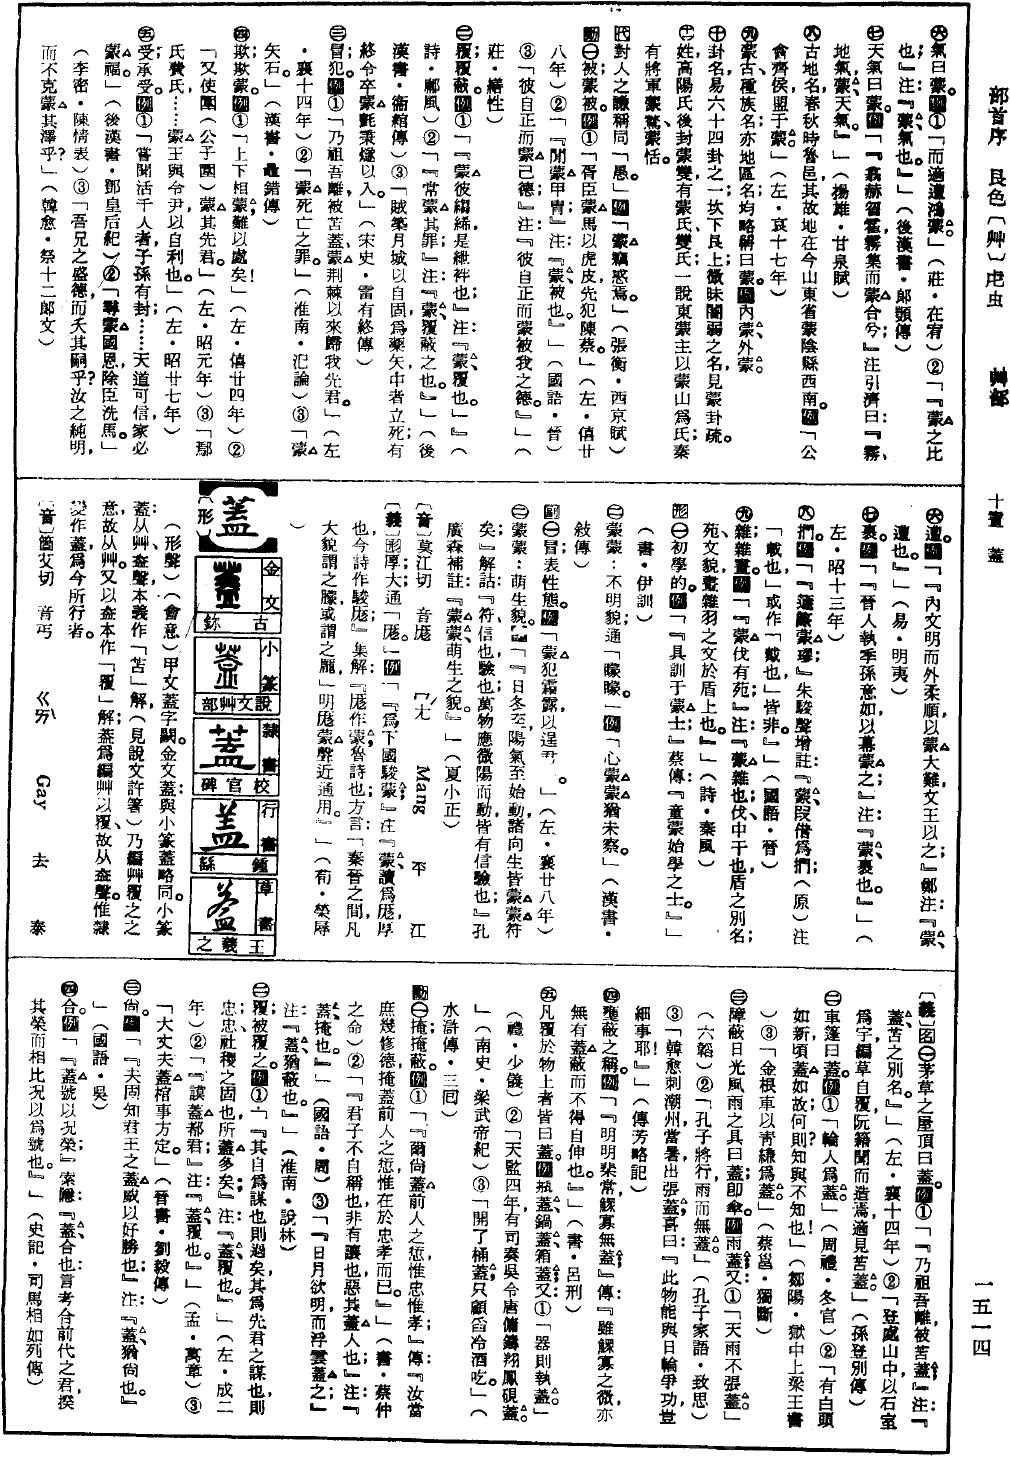 部首序 艮色〔艸〕虍虫 艸部 十畫 蓋 一五一四
㊅氣曰蒙。例①「而適遭鴻蒙」（莊・在宥）②「『蒙之比
也』注：『蒙氣也。』」（後漢書・郎顗傳）
㊆天氣曰蒙。例「『霧集而蒙合兮』注引濟曰：『霧，
地氣；蒙，天氣。』」（揚雄・甘泉賦）
㊇古地名，春秋時魯邑，其故地在今山東省蒙陰縣西南。例「公
會齊侯，盟于蒙。」（左・哀十七年）
㊈蒙古，種族名，亦地區名，均略稱曰蒙。例內蒙、外蒙。
㊉卦名，易六十四卦之一，坎下艮上，微昧闇弱之名，見蒙卦疏。
姓，高陽氏後封蒙雙，有蒙氏、雙氏；一說東蒙主以蒙山爲氏；秦
有將軍蒙驁、蒙恬。
代對人之謙稱，同「愚」。例「蒙竊惑焉。」（張衡・西京賦）
動㊀被，蒙被。例①「胥臣蒙馬以虎皮，先犯陳蔡。」（左・僖廿
八年）②「『閒蒙甲冑』注：『蒙，被也。』」（國語・晉）
③「彼自正而蒙己德』注：『彼自正而蒙被我之德。』」（
莊・繕性）
㊁覆，覆蔽。例①「『蒙彼縐絺，是紲袢也』注：『蒙，覆也。』」（
詩・鄘風）②「『常蒙其罪』注：『蒙，覆蔽之也。』」（後
漢書・衛綰傳）③「賊築月城以自固，爲藥矢，中者立死；有
終令卒蒙氈秉燧以入。」（宋史・雷有終傳）
㊂冒，犯。例①「乃祖吾離被苫蓋，蒙荆棘，以來歸我先君。」（左
・襄十四年）②「蒙死亡之罪。」（淮南・氾論）③「蒙
矢石。」（漢書・鼂錯傳）
㊃欺，欺蒙。例①「上下相蒙，難以處矣！」（左・僖廿四年）②
「又使圍（公子圍）蒙其先君。」（左・昭元年）③「鄢
氏、費氏……蒙王與令尹以自利也。」（左・昭廿七年）
㊄受，承受。例①「嘗聞活千人者，子孫有封……天道可信，家必
蒙福。」（後漢書・鄧皇后紀）②「尋蒙國恩，除臣洗馬。」
（李密・陳情表）③「吾兄之盛德，而夭其嗣乎？汝之純明，
而不克蒙其澤乎？」（韓愈・祭十二郎文）
㊅遭。例「『內文明而外柔順，以蒙大難，文王以之』鄭注：『蒙，
遭也。』」（易・明夷）
㊆裹。例「『晉人執季孫意如，以幕蒙之』注：『蒙，裹也。』」（
左・昭十三年）
㊇捫。例「『籧篨蒙璆』朱駿聲增註：『蒙，叚借爲捫；（原）注
「戴也」或作「戴也」皆非。』」（國語・晉）
㊈雜，雜畫。例「『蒙伐有苑』注：『蒙，雜也；伐，中干也，盾之別名；
苑，文貌；畫雜羽之文於盾上也。』」（詩・秦風）
形㊀初學的。例「『具訓于蒙士』蔡傳：『童蒙始學之士。』」
（書・伊訓）
㊁蒙蒙：不明貌，通「矇矇」。例「心蒙蒙猶未察。」（漢書・
敍傳）
副㊀冒，表性態。例「蒙犯霜露，以逞君。」（左・襄廿八年）
㊁蒙蒙：萌生貌。例「『日冬至，陽氣至始動，諸向生皆蒙蒙符
矣』解詁：『符，信也，驗也；萬物應微陽而動，皆有信驗也』孔
廣森補註：『蒙蒙，萌生之貌。』」（夏小正）
〔音〕莫江切 音厖 ㄇㄤˊ Mang 平 江
〔義〕形厚大，通「厖」。例「『爲下國駿蒙』注：『蒙讀爲厖，厚
也，今詩作駿厖』集解：『厖作蒙，魯詩也，方言：「秦晉之間，凡
大貌謂之朦，或謂之厖」，明厖蒙聲近通用。』」（荀・榮辱
）
蓋
〔形〕
金文 古鉨
小篆 說文艸部
隸書 校官碑
行書 鍾繇
草書 王羲之
（形聲）（會意）甲文蓋字闕。金文蓋：與小篆蓋略同。小篆
蓋：从艸，盍聲，本義作「苫」解，（見說文許箸）乃編艸覆之之
意，故从艸。又以盍本作「覆」解，蓋爲編艸以覆，故从盍聲。惟隸
變作蓋，爲今所行者。
〔音〕蓋艾切 音丐 ㄍㄞˋ Gay 去 泰
〔義〕名㊀茅草之屋頂曰蓋。例①「『乃祖吾離被苫蓋』注：『
蓋，苫之別名。』」（左・襄十四年）②「登處山中，以石室
爲宇，編草自覆，阮籍聞而造焉，適見苫蓋。」（孫登別傳）
㊁車篷曰蓋。例①「輪人爲蓋。」（周禮・冬官）②「有白頭
如新，頃蓋如故，何則？知與不知也！」（鄒陽・獄中上梁王書
）③「金根車以青縑爲蓋。」（蔡邕・獨斷）
㊂障蔽日光風雨之具曰蓋，即傘。例雨蓋。又①「天雨不張蓋」
（六韜）②「孔子將行，雨而無蓋。」（孔子家語・致思）
③「韓愈刺潮州，當暑出張蓋，喜曰：『此物能與日輪爭功，豈
細事耶！』」（傳芳略記）
㊃壅蔽之稱。例「『明明棐常，鰥寡無蓋』傳：『雖鰥寡之微，亦
無有蓋蔽而不得自伸也。』」（書・呂刑）
㊄凡覆於物上者皆曰蓋。例瓶蓋、鍋蓋、箱蓋。又①「器則執蓋。」
（禮・少儀）②「天監四年，有司奏吳令唐傭鑄翔鳳硯蓋。
」（南史・梁武帝紀）③「開了桶蓋，只顧舀冷酒吃。」（
水滸傳・三回）
動㊀掩，掩蔽。例①「『爾尚蓋前人之愆，惟忠惟孝』傳：『汝當
庶幾修德，掩蓋前人之愆，惟在於忠孝而已。』」（書・蔡仲
之命）②「『君子不自稱也，非有讓也，惡其蓋人也』注：『
蓋，掩也。』」（國語・周）③「『日月欲明而浮雲蓋之』
注：『蓋，猶蔽也。』」（淮南・說林）
㊁覆，被，覆之。例①「『其自爲謀也則過矣，其爲先君之謀也，則
忠；忠，社稷之固也，所蓋多矣』注：『蓋，覆也。』」（左・成二
年）②「『謨蓋都君』注：『蓋，覆也。』」（孟・萬章）③
「大丈夫蓋棺事方定。」（晉書・劉毅傳）
㊂尚。例「『夫固知君王之蓋威以好勝也』注：『蓋，猶尚也。』
」（國語・吳）
㊃合。例「『蓋號以況榮』索隱：『蓋，合也，言考合前代之君，揆
其榮而相比況以爲號也。』」（史記・司馬相如列傳）